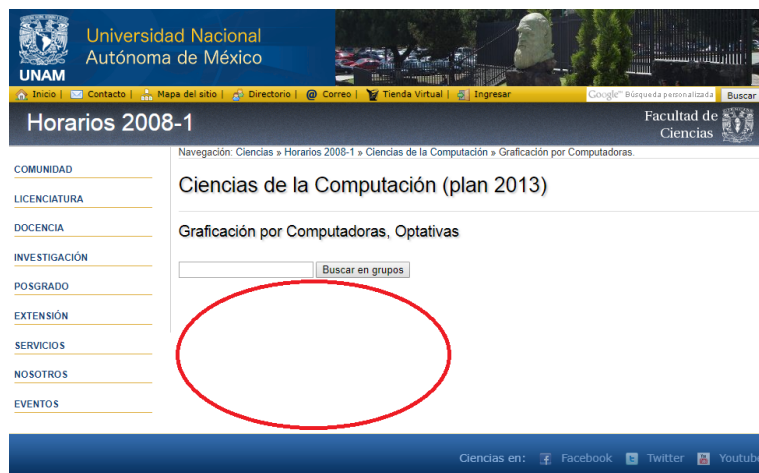 Universidad Nacional
Autónoma de México
UNAM
Inicio | Contacto | Mapa del sitio | Directorio | @ Correo | Tienda Virtual | Ingresar
Google™ Búsqueda personalizada Buscar
Horarios 2008-1
Facultad de
Ciencias
Navegación: Ciencias » Horarios 2008-1 » Ciencias de la Computación » Graficación por Computadoras.
COMUNIDAD
LICENCIATURA
DOCENCIA
INVESTIGACIÓN
POSGRADO
EXTENSIÓN
SERVICIOS
NOSOTROS
EVENTOS
Ciencias de la Computación (plan 2013)
Graficación por Computadoras, Optativas
Buscar en grupos
Ciencias en: Facebook Twitter Youtube